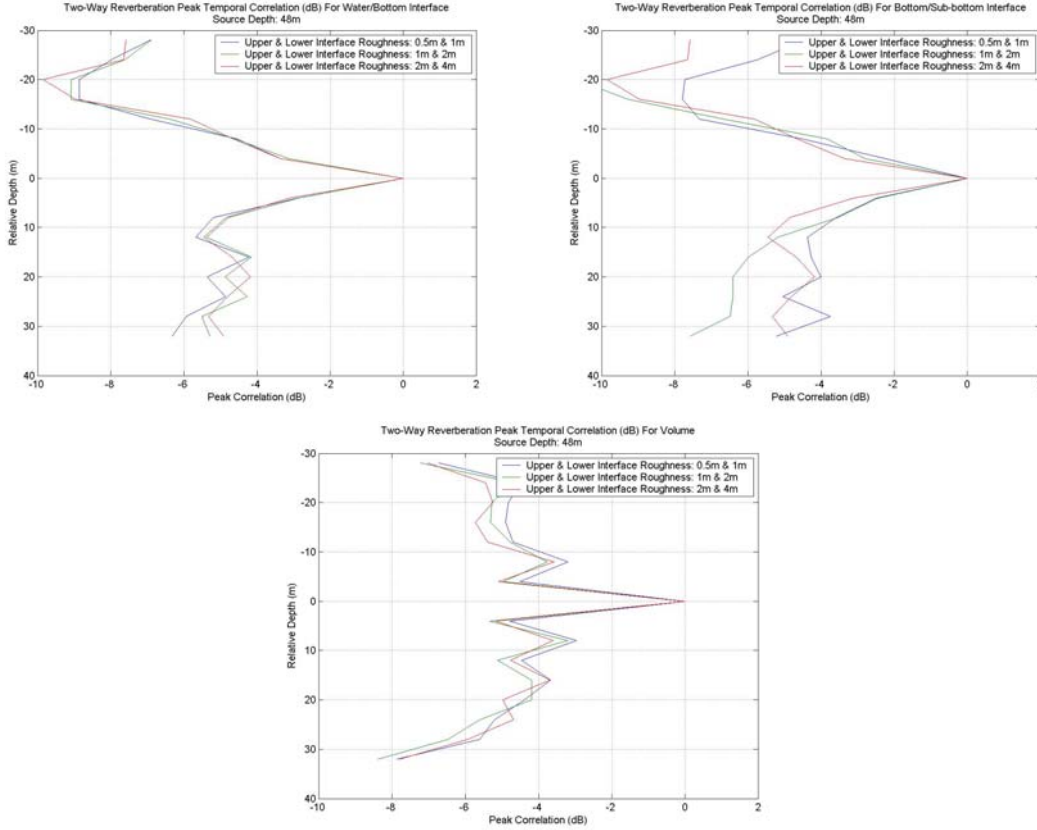 Two-Way Reverberation Peak Temporal Correlation (dB) For Water/Bottom Interface
Source Depth: 48m
-30
-20
-10
0
10
20
30
40
Relative Depth (m)
Upper & Lower Interface Roughness: 0.5m & 1m
Upper & Lower Interface Roughness: 1m & 2m
Upper & Lower Interface Roughness: 2m & 4m
-10
-8
-6
-4
-2
0
2
Peak Correlation (dB)
Two-Way Reverberation Peak Temporal Correlation (dB) For Bottom/Sub-bottom Interface
Source Depth: 48m
-30
-20
-10
0
10
20
30
40
Relative Depth (m)
Upper & Lower Interface Roughness: 0.5m & 1m
Upper & Lower Interface Roughness: 1m & 2m
Upper & Lower Interface Roughness: 2m & 4m
-10
-8
-6
-4
-2
0
Peak Correlation (dB)
Two-Way Reverberation Peak Temporal Correlation (dB) For Volume
Source Depth: 48m
-30
-20
-10
0
10
20
30
40
Relative Depth (m)
Upper & Lower Interface Roughness: 0.5m & 1m
Upper & Lower Interface Roughness: 1m & 2m
Upper & Lower Interface Roughness: 2m & 4m
-10
-8
-6
-4
-2
0
2
Peak Correlation (dB)